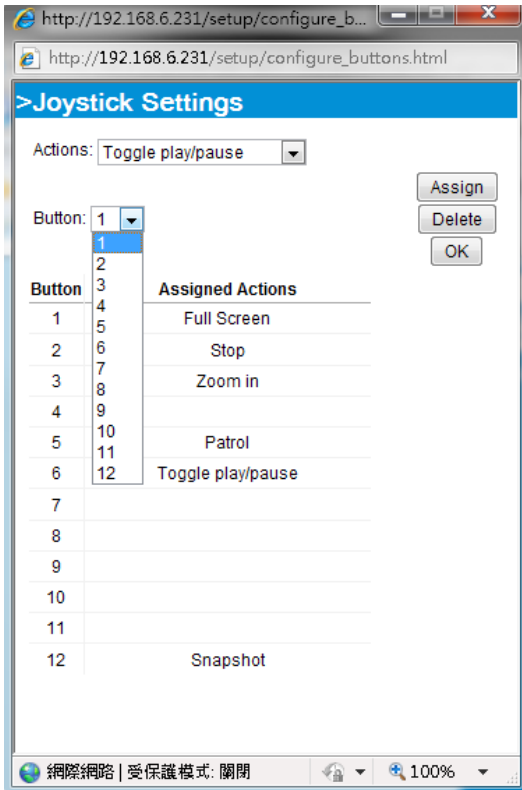 http://192.168.6.231/setup/configure_b...
http://192.168.6.231/setup/configure_buttons.html
>Joystick Settings
Actions: Toggle play/pause
Assign
Button: 1
Delete
OK
1
2
3
4
5
6
7
8
9
10
11
12
Button Assigned Actions
1 Full Screen
2 Stop
3 Zoom in
4
5 Patrol
6 Toggle play/pause
7
8
9
10
11
12 Snapshot
網際網路 | 受保護模式: 關閉 100%